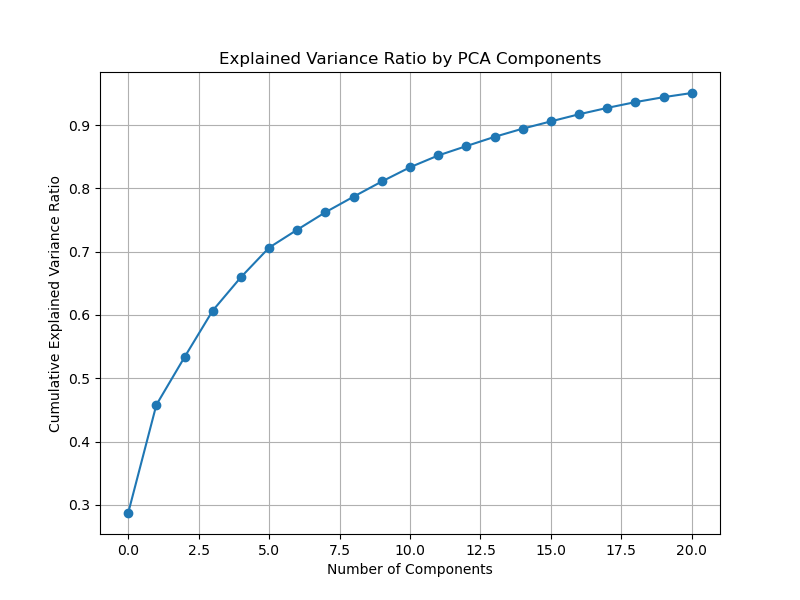 Explained Variance Ratio by PCA Components
Cumulative Explained Variance Ratio
0.9
0.8
0.7
0.6
0.5
0.4
0.3
0.0 2.5 5.0 7.5 10.0 12.5 15.0 17.5 20.0
Number of Components